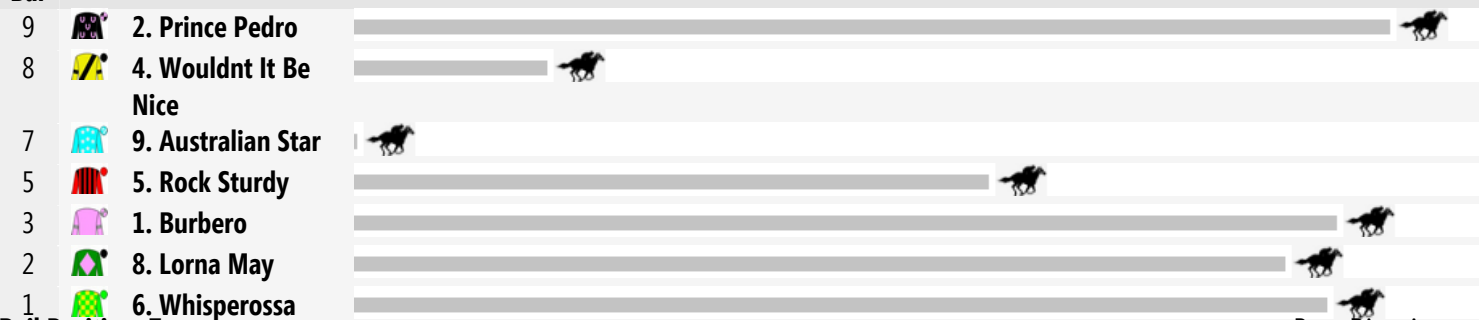 9 2. Prince Pedro
8 4. Wouldnt It Be
Nice
7 9. Australian Star
5 5. Rock Sturdy
3 1. Burbero
2 8. Lorna May
1 6. Whisperossa